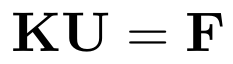 KU = F